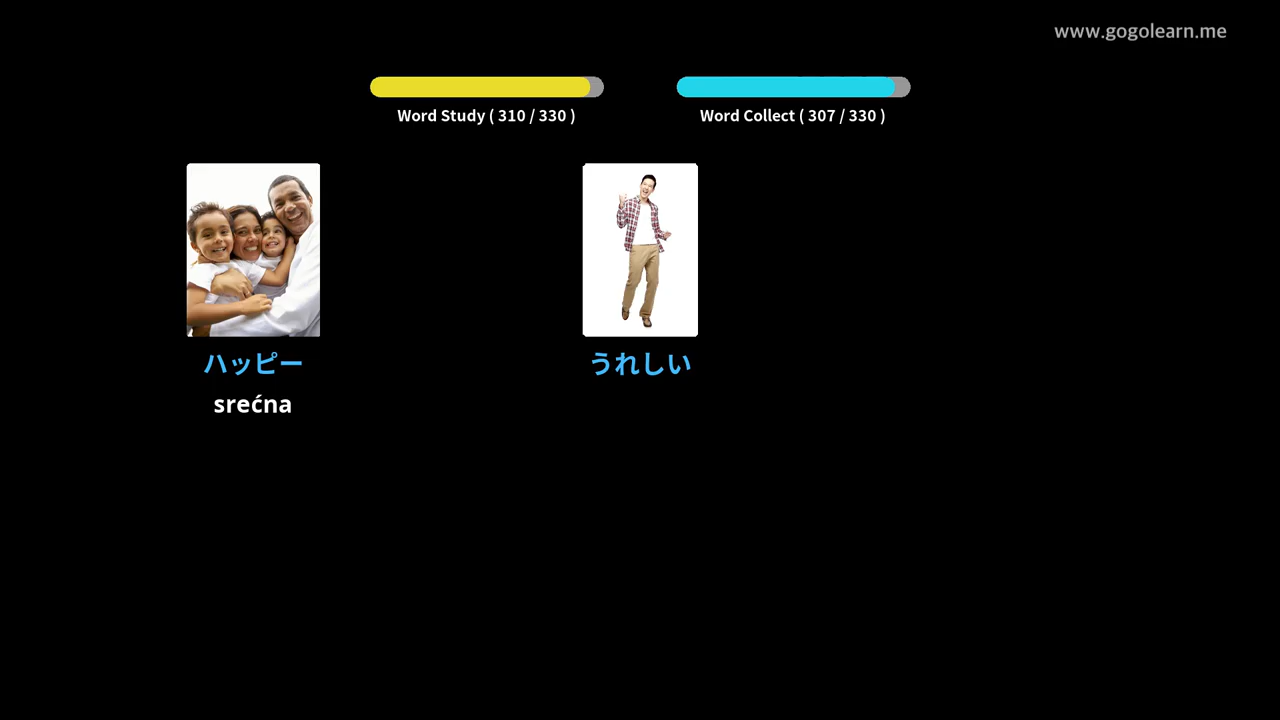 www.gogolearn.me
Word Study ( 310 / 330 )
Word Collect ( 307 / 330 )
ハッピー
うれしい
srećna